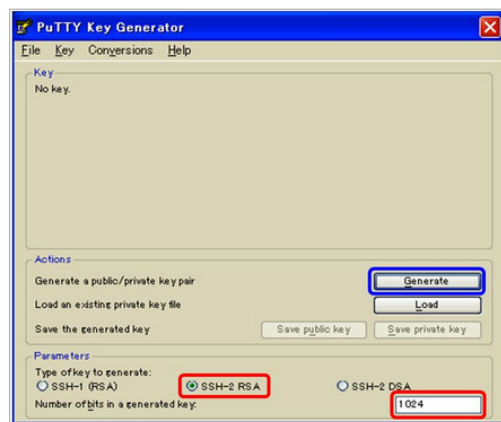 PuTTY Key Generator
File Key Conversions Help
Key
No key.
Actions
Generate a public/private key pair
Generate
Load an existing private key file
Load
Save the generated key
Save public key
Save private key
Parameters
Type of key to generate:
SSH-1 (RSA)
SSH-2 RSA
SSH-2 DSA
Number of bits in a generated key:
1024